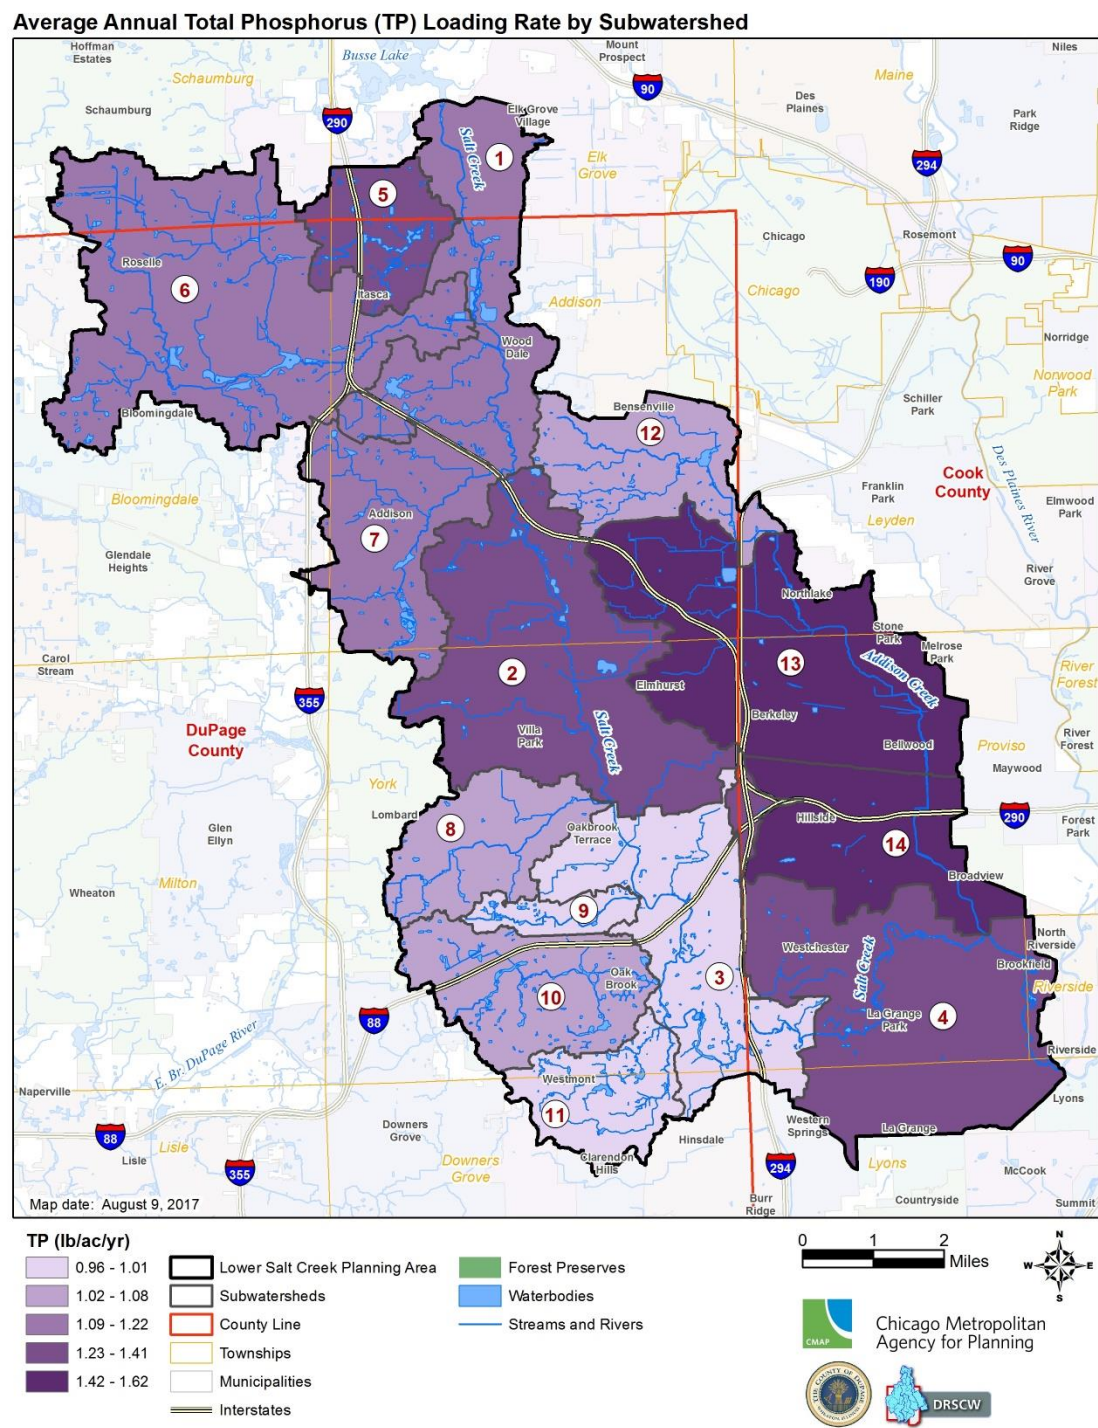 Average Annual Total Phosphorus (TP) Loading Rate by Subwatershed
Hoffman
Estates
Schaumburg
Busse Lake
Mount
Prospect
Niles
Maine
90
Schaumburg
290
Elk Grove
Village
Des
Plaines
Park
Ridge
Salt Creek
1
Elk
Grove
294
5
Chicago
Rosemont
90
Roselle
190
6
Itasca
Addison
Chicago
Wood
Dale
Norridge
Norwood
Park
Bloomingdale
Bensenville
Schiller
Park
12
Des Plaines River
Cook
County
Bloomingdale
Franklin
Park
Elmwood
Park
Addison
7
Leyden
Glendale
Heights
River
Grove
Northlake
Stone
Park
Melrose
Park
Carol
Stream
2
13
Addison Creek
River
Forest
Elmhurst
355
Salt Creek
Berkeley
DuPage
County
Villa
Park
Bellwood
Proviso
River
Forest
Maywood
York
Lombard
8
Oakbrook
Terrace
Hillside
290
Forest
Park
Glen
Ellyn
14
Wheaton
Milton
Broadview
9
North
Riverside
Westchester
Salt Creek
Brookfield
Oak
Brook
3
Riverside
10
La Grange
Park
4
88
E. Br. DuPage River
Riverside
Naperville
Westmont
Lyons
11
Western
Springs
88
Lisle
Downers
Grove
La Grange
Hinsdale
Lisle
355
Downers
Grove
Clarendon
Hills
294
Lyons
McCook
Burr
Ridge
Countryside
Summit
Map date: August 9, 2017
TP (lb/ac/yr)
0.96 - 1.01
1.02 - 1.08
1.09 - 1.22
1.23 - 1.41
1.42 - 1.62
Lower Salt Creek Planning Area
Subwatersheds
County Line
Townships
Municipalities
Interstates
Forest Preserves
Waterbodies
Streams and Rivers
0 1 2
Miles
N
W E
S
CMAP
Chicago Metropolitan
Agency for Planning
DRSCW